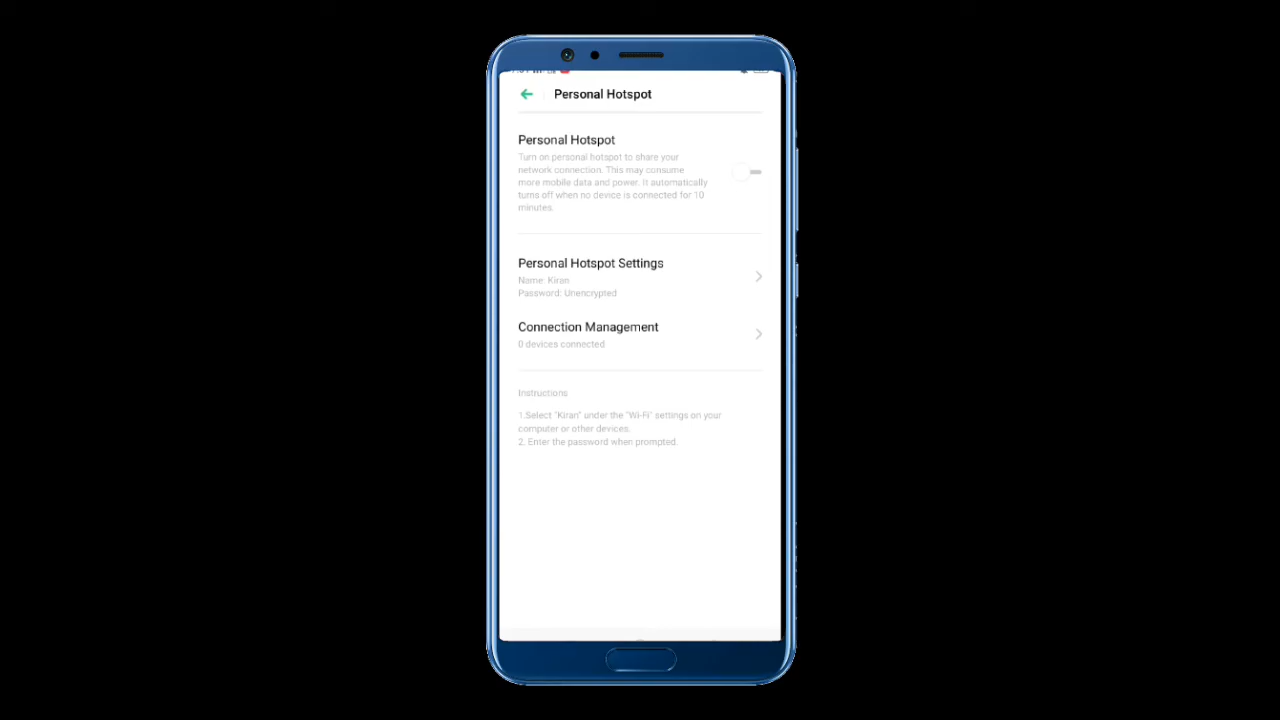 Personal Hotspot
Personal Hotspot
Turn on personal hotspot to share your
network connection. This may consume
more mobile data and power. It automatically
turns off when no device is connected for 10
minutes.
Personal Hotspot Settings
Name: Kiran
Password: Unencrypted
Connection Management
0 devices connected
Instructions
1.Select "Kiran" under the "Wi-Fi" settings on your
computer or other devices.
2. Enter the password when prompted.